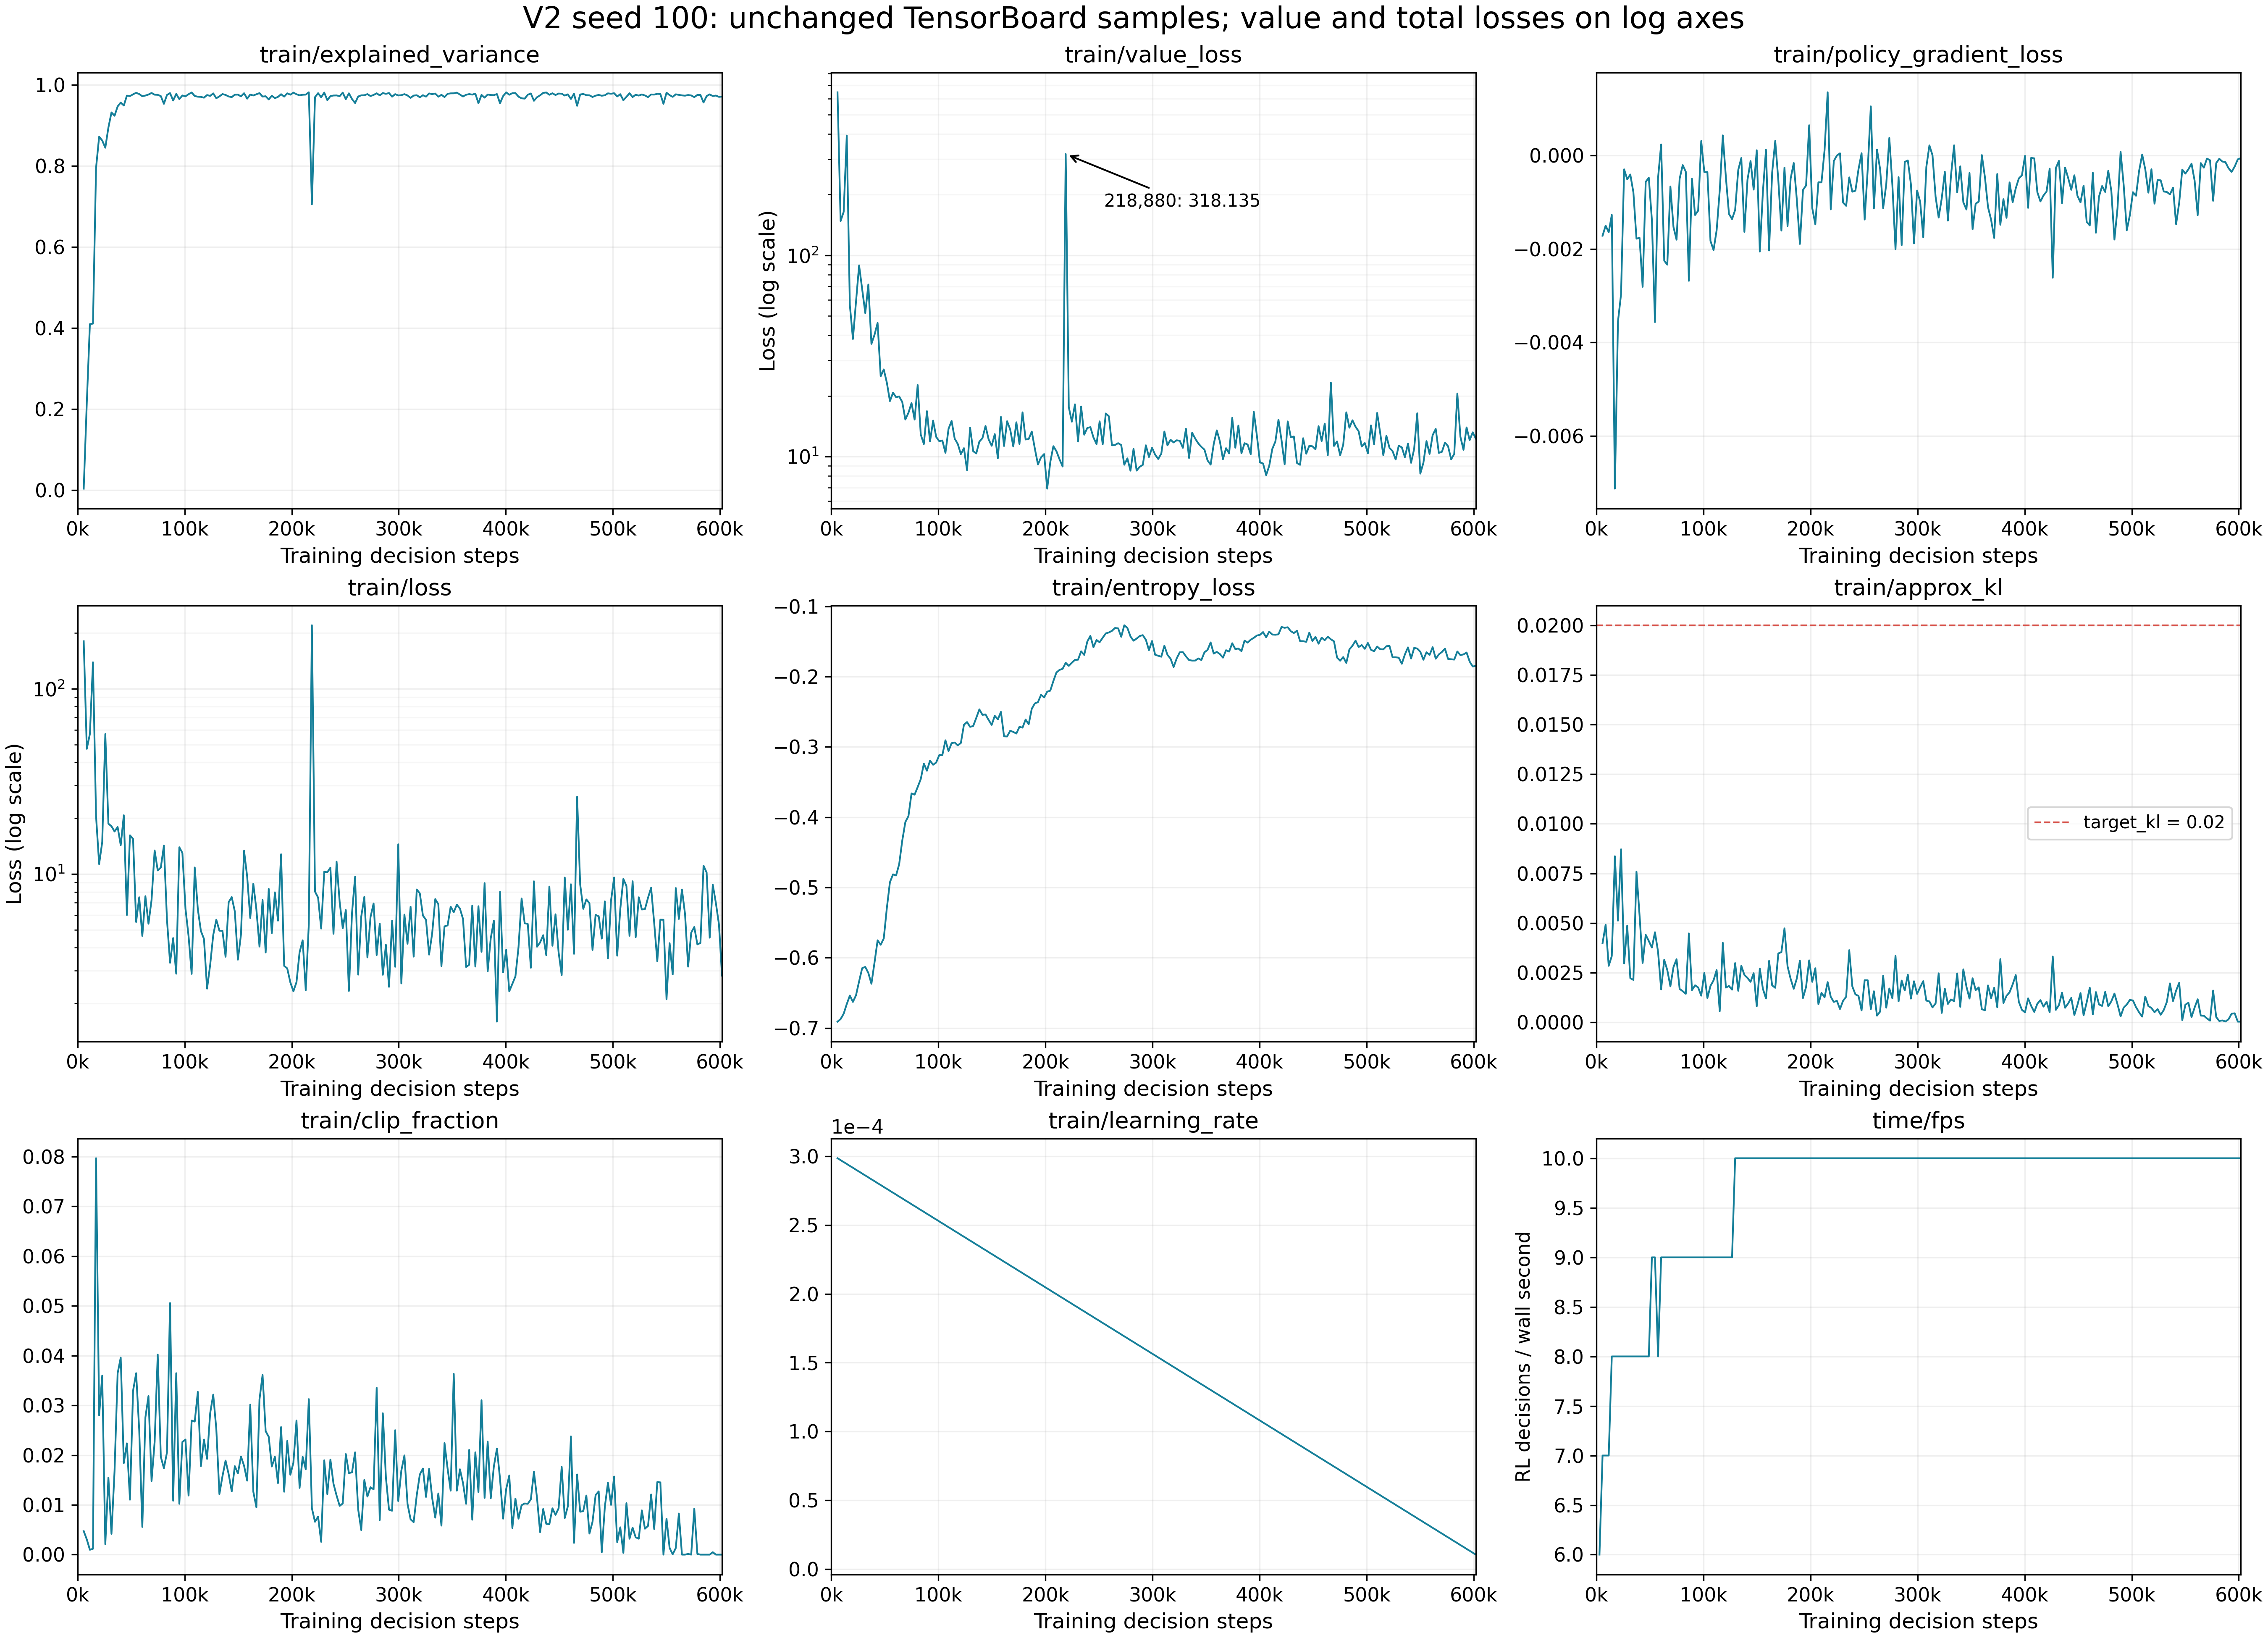 V2 seed 100: unchanged TensorBoard samples; value and total losses on log axes
train/explained_variance
1.0
0.8
0.6
0.4
0.2
0.0
0k 100k 200k 300k 400k 500k 600k
Training decision steps
train/value_loss
Loss (log scale)
10²
10¹
218,880: 318.135
0k 100k 200k 300k 400k 500k 600k
Training decision steps
train/policy_gradient_loss
0.000
−0.002
−0.004
−0.006
0k 100k 200k 300k 400k 500k 600k
Training decision steps
train/loss
Loss (log scale)
10²
10¹
0k 100k 200k 300k 400k 500k 600k
Training decision steps
train/entropy_loss
−0.1
−0.2
−0.3
−0.4
−0.5
−0.6
−0.7
0k 100k 200k 300k 400k 500k 600k
Training decision steps
train/approx_kl
0.0200
0.0175
0.0150
0.0125
0.0100
0.0075
0.0050
0.0025
0.0000
target_kl = 0.02
0k 100k 200k 300k 400k 500k 600k
Training decision steps
train/clip_fraction
0.08
0.07
0.06
0.05
0.04
0.03
0.02
0.01
0.00
0k 100k 200k 300k 400k 500k 600k
Training decision steps
train/learning_rate
1e−4
3.0
2.5
2.0
1.5
1.0
0.5
0.0
0k 100k 200k 300k 400k 500k 600k
Training decision steps
time/fps
RL decisions / wall second
10.0
9.5
9.0
8.5
8.0
7.5
7.0
6.5
6.0
0k 100k 200k 300k 400k 500k 600k
Training decision steps